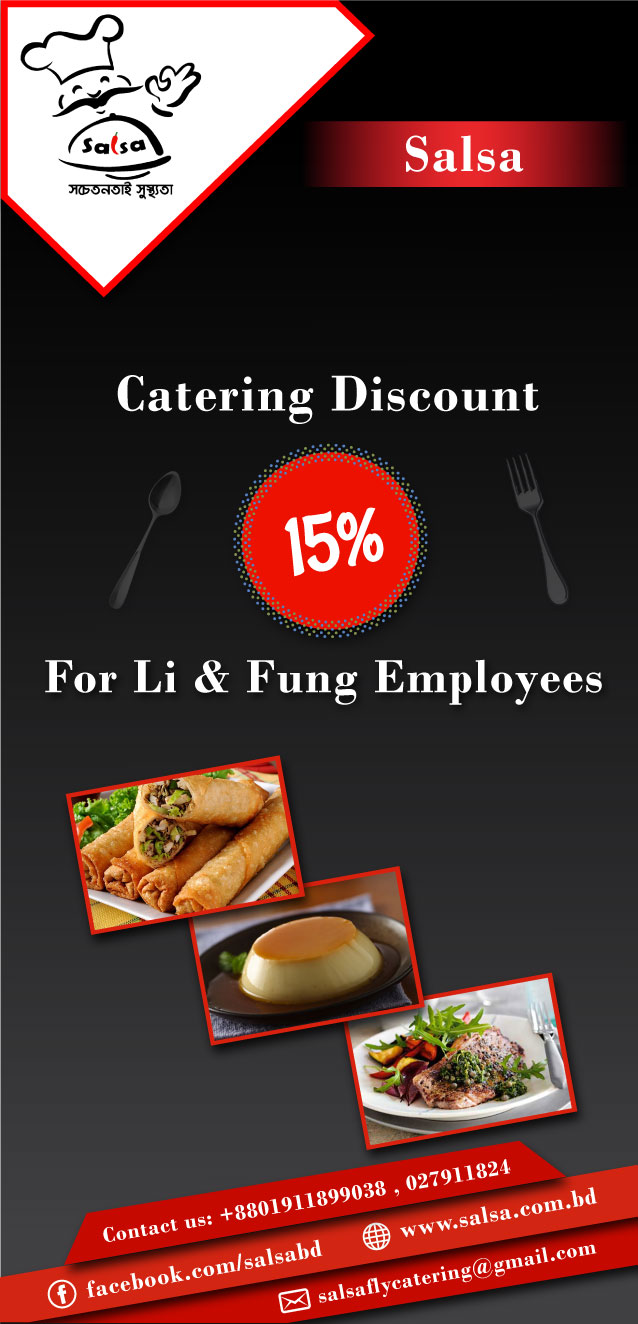 Salsa
সচেতনতাই সুস্থ্যতা
Salsa
Catering Discount
15%
For Li & Fung Employees
Contact us: +8801911899038 , 027911824
facebook.com/salsabd
www.salsa.com.bd
salsaflycatering@gmail.com